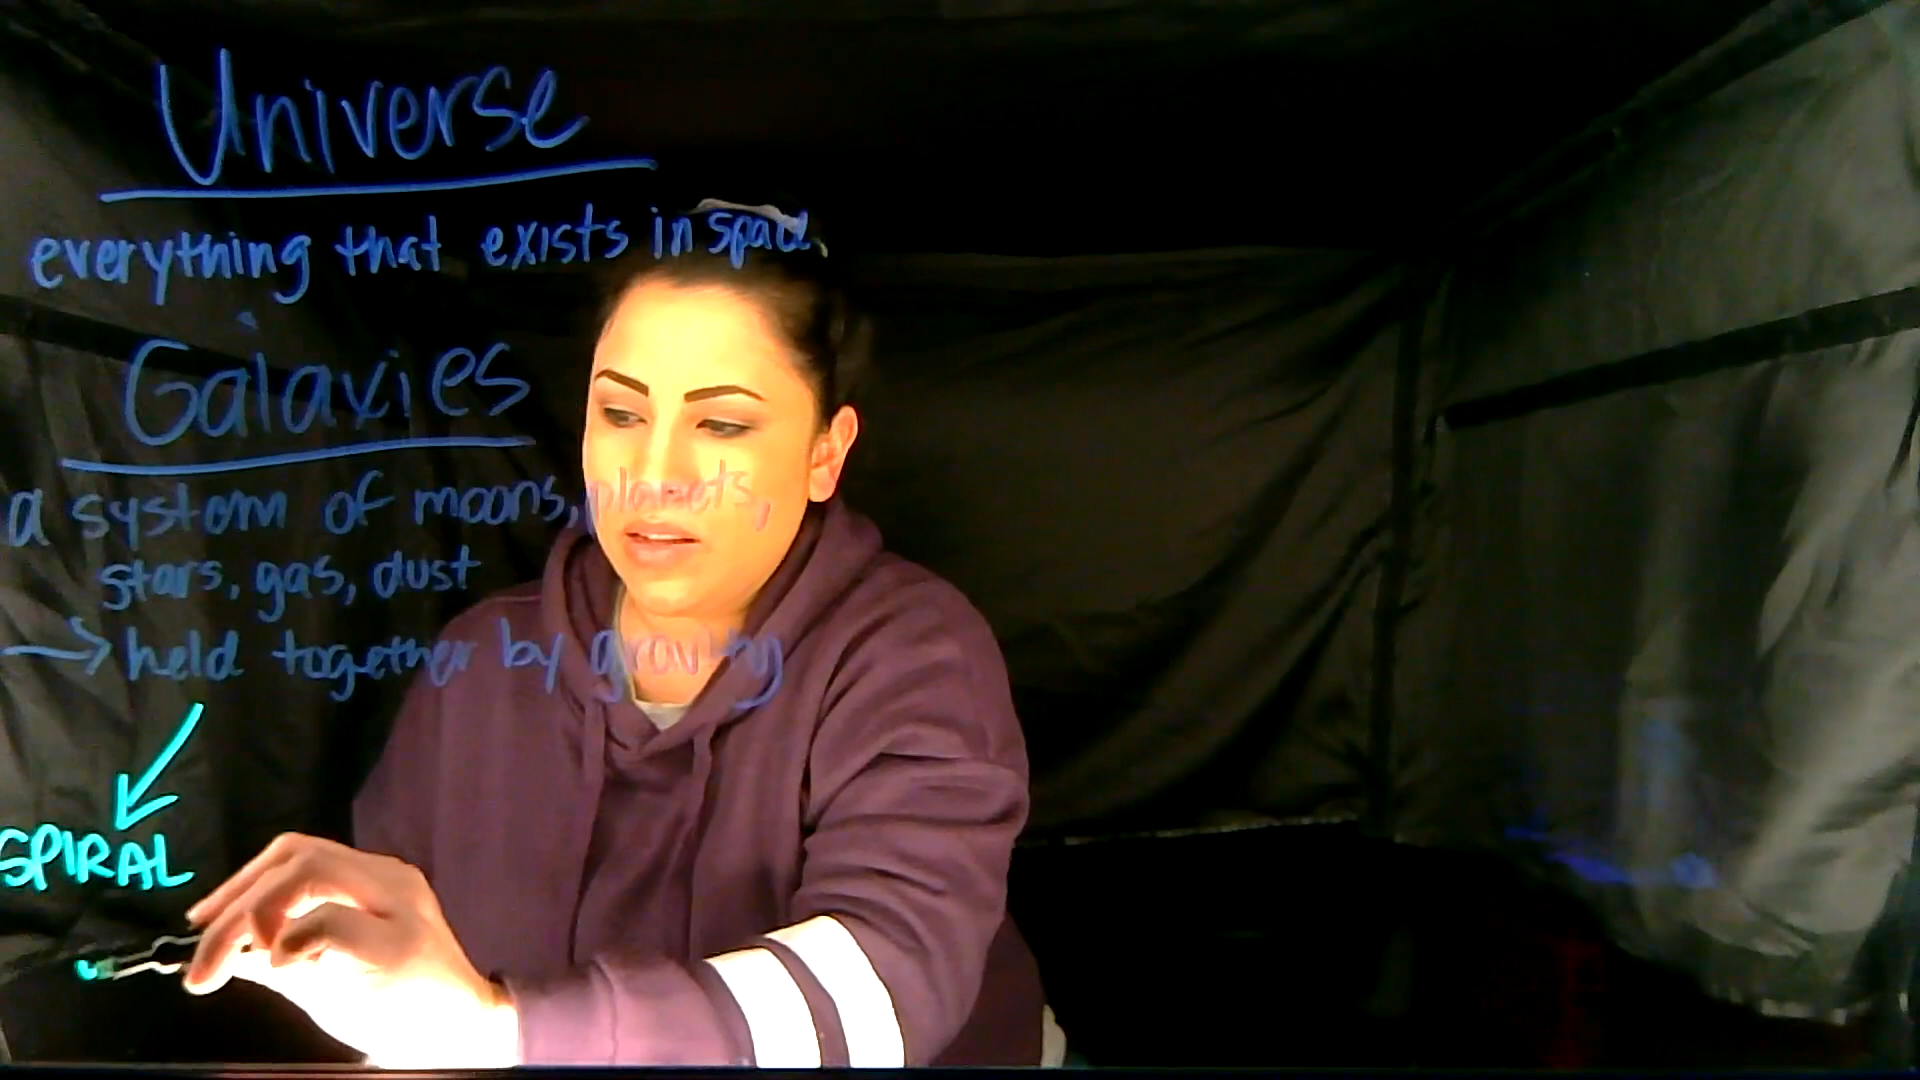 Universe
everything that exists in space
Galaxies
a system of moons, planets,
stars, gas, dust
→ held together by gravity
SPIRAL